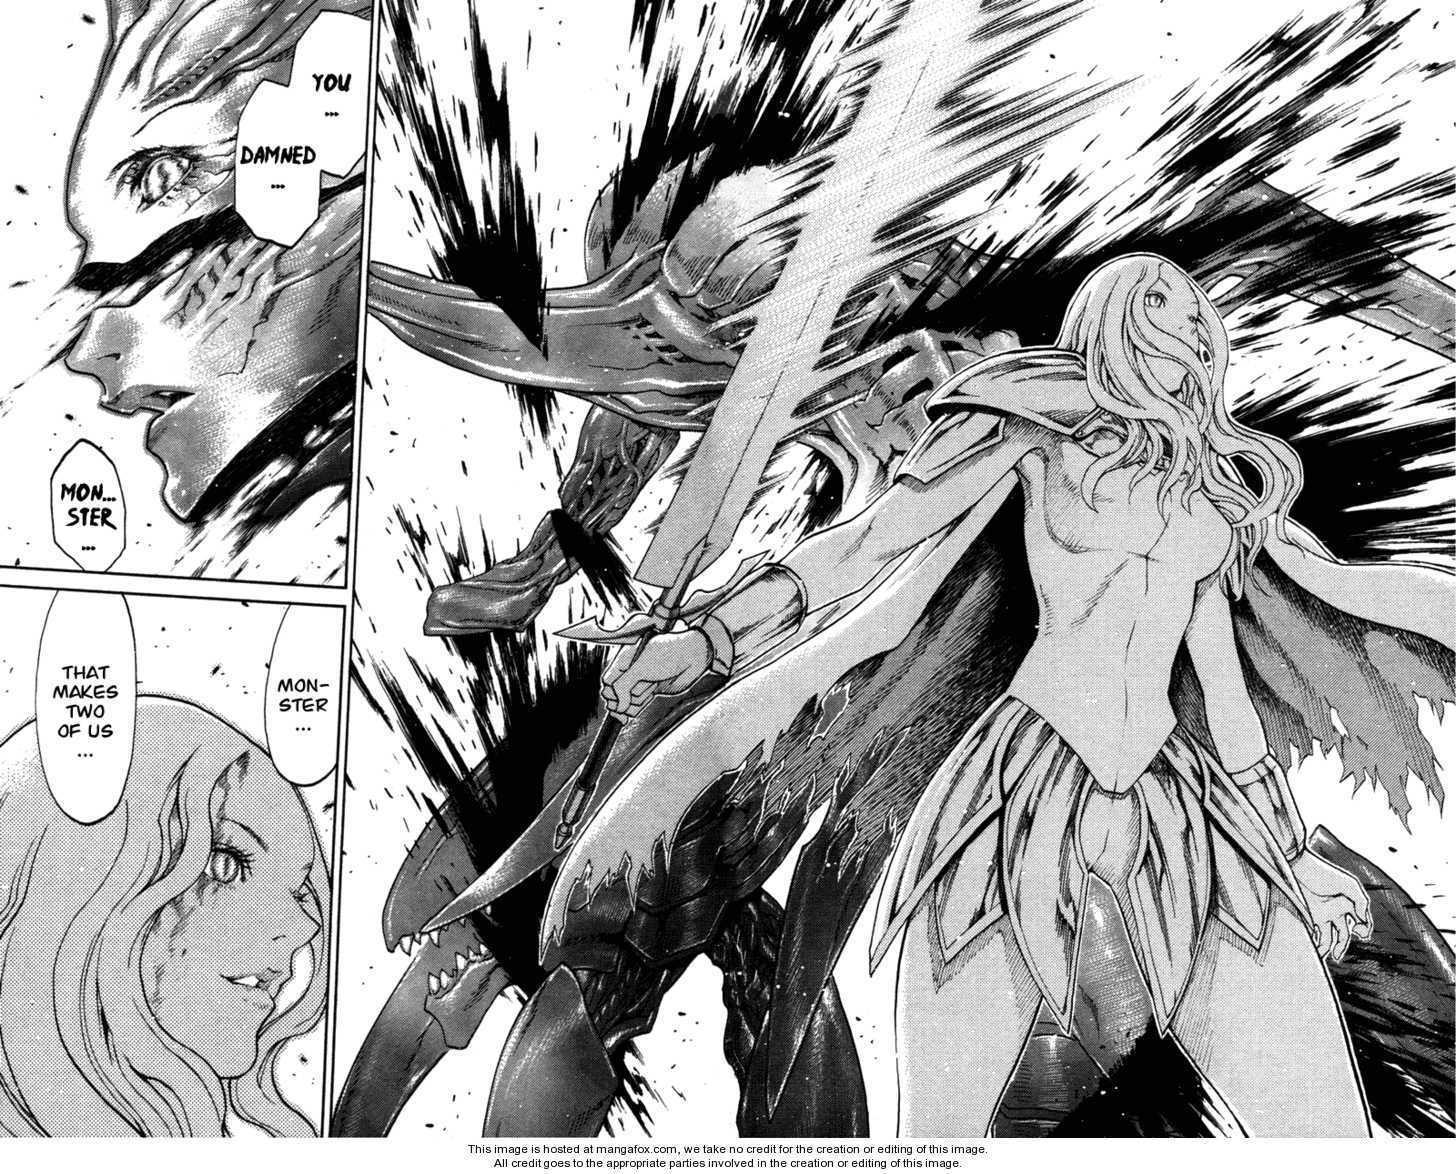 YOU
...
DAMNED
...
MON...
STER
...
MON-
STER
...
THAT
MAKES
TWO
OF US
...
This image is hosted at mangafox.com, we take no credit for the creation or editing of this image.
All credit goes to the appropriate parties involved in the creation or editing of this image.